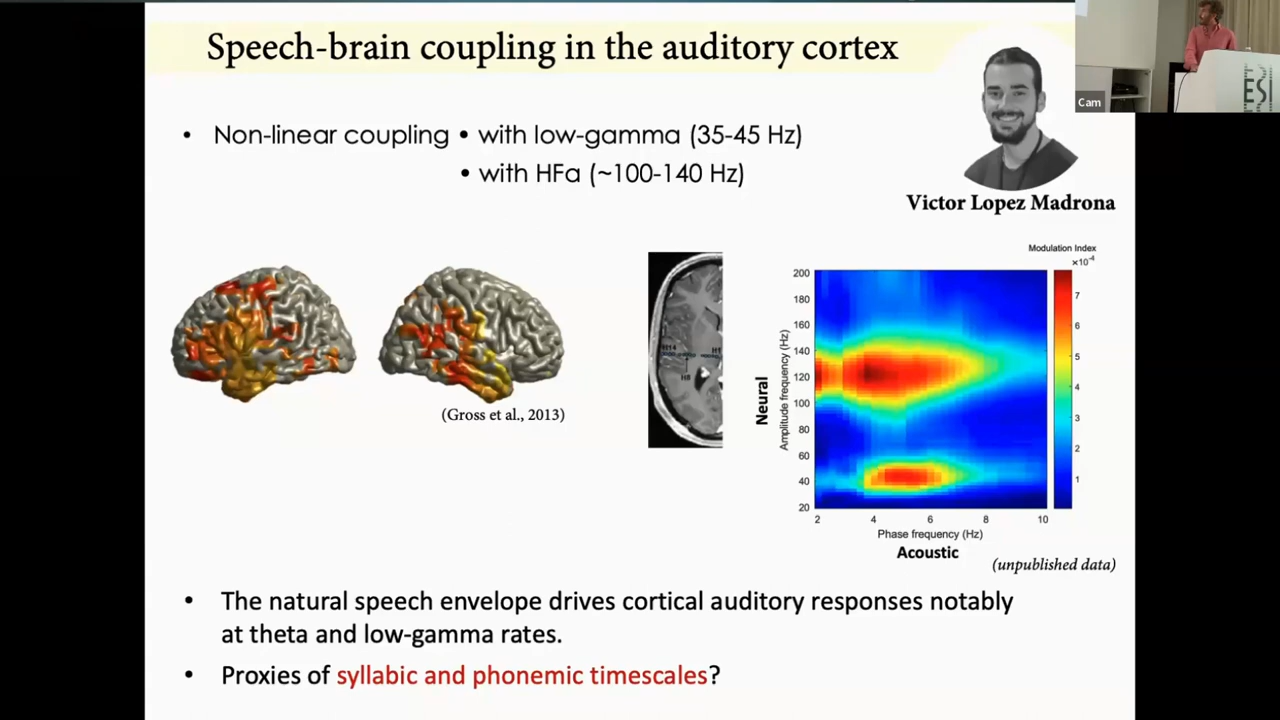 Speech-brain coupling in the auditory cortex
Cam
ESI
• Non-linear coupling • with low-gamma (35-45 Hz)
• with HFa (~100-140 Hz)
Victor Lopez Madrona
(Gross et al., 2013)
H1
H8
Modulation Index
×10⁻⁴
7
6
5
4
3
2
1
Neural
Amplitude frequency (Hz)
200
180
160
140
120
100
80
60
40
20
2 4 6 8 10
Phase frequency (Hz)
Acoustic
(unpublished data)
• The natural speech envelope drives cortical auditory responses notably
at theta and low-gamma rates.
• Proxies of syllabic and phonemic timescales?